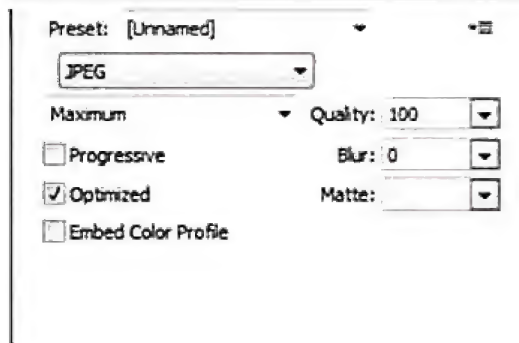 Preset: [Unnamed]
JPEG
Maximum Quality: 100
Progressive Blur: 0
Optimized Matte:
Embed Color Profile